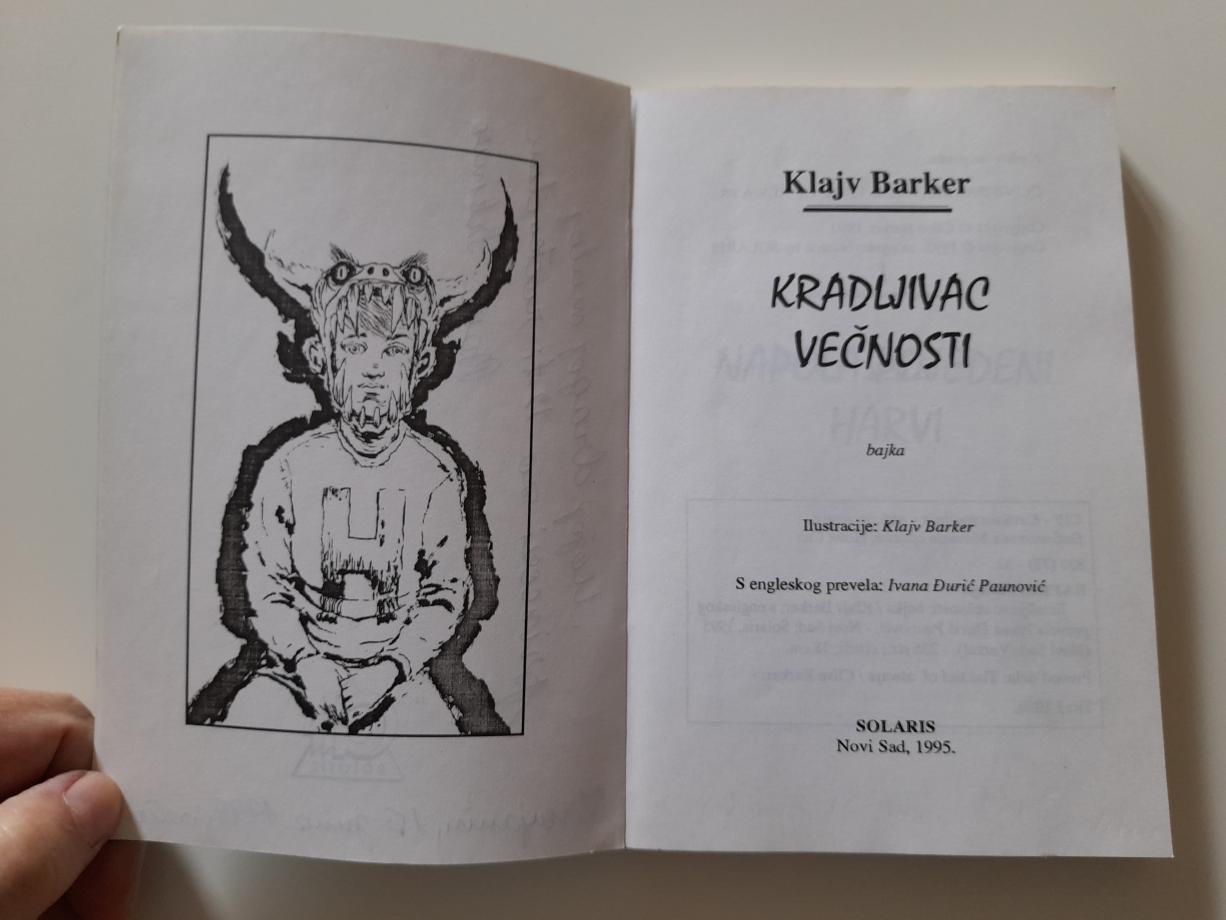 Klajv Barker
KRADLJIVAC
VEČNOSTI
bajka
Ilustracije: Klajv Barker
S engleskog prevela: Ivana Đurić Paunović
SOLARIS
Novi Sad, 1995.